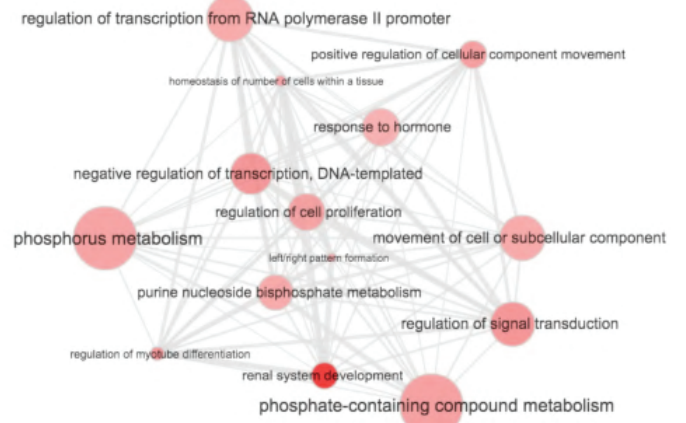 regulation of transcription from RNA polymerase II promoter
positive regulation of cellular component movement
homeostasis of number of cells within a tissue
response to hormone
negative regulation of transcription, DNA-templated
regulation of cell proliferation
phosphorus metabolism
movement of cell or subcellular component
left/right pattern formation
purine nucleoside bisphosphate metabolism
regulation of signal transduction
regulation of myotube differentiation
renal system development
phosphate-containing compound metabolism